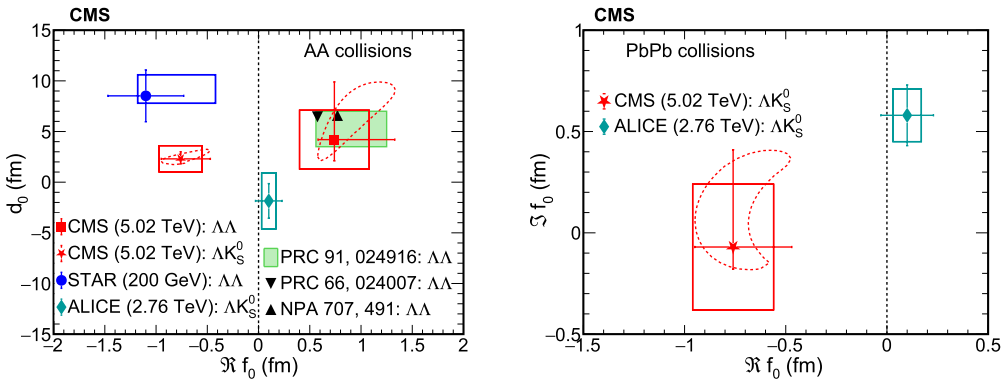 CMS
AA collisions
15
10
5
0
−5
−10
−15
d0 (fm)
CMS (5.02 TeV): ΛΛ
CMS (5.02 TeV): ΛK0S
STAR (200 GeV): ΛΛ
ALICE (2.76 TeV): ΛK0S
PRC 91, 024916: ΛΛ
PRC 66, 024007: ΛΛ
NPA 707, 491: ΛΛ
−2 −1.5 −1 −0.5 0 0.5 1 1.5 2
ℜ f0 (fm)
CMS
PbPb collisions
CMS (5.02 TeV): ΛK0S
ALICE (2.76 TeV): ΛK0S
1
0.5
0
−0.5
ℑ f0 (fm)
−1.5 −1 −0.5 0 0.5
ℜ f0 (fm)